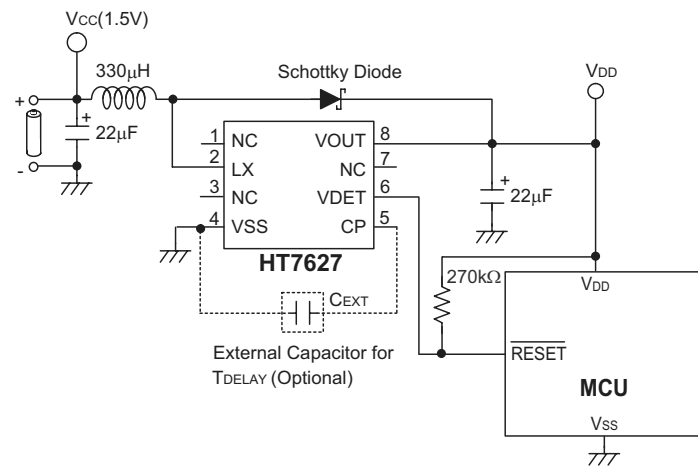 VCC(1.5V)
330μH
Schottky Diode
VDD
+
+
22μF
-
1 NC VOUT 8
2 LX NC 7
3 NC VDET 6
4 VSS CP 5
HT7627
+
22μF
270kΩ
VDD
CEXT
External Capacitor for
TDELAY (Optional)
RESET
MCU
VSS